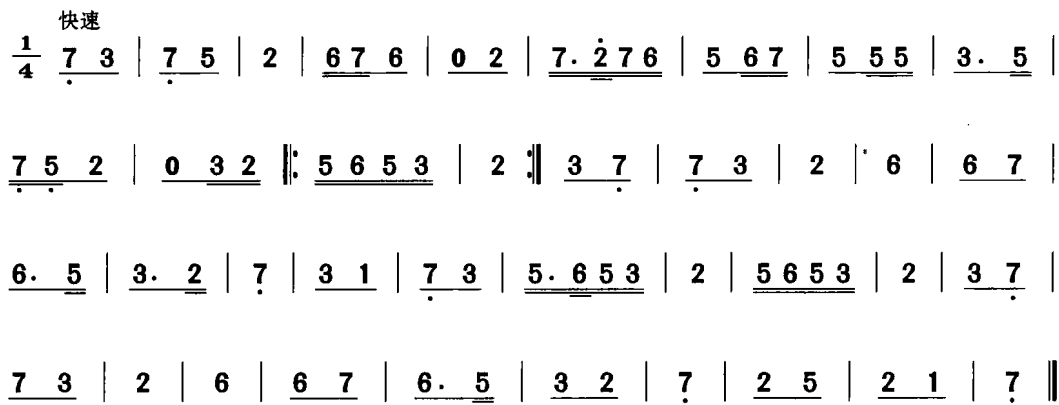 快速
1/4 7̣ 3 | 7̣ 5 | 2 | 6 7 6 | 0 2 | 7. 2̇ 7 6 | 5 6 7 | 5 5 5 | 3. 5 |
7̣ 5̣ 2 | 0 3 2 |: 5 6 5 3 | 2 :| 3 7̣ | 7̣ 3 | 2 | 6 | 6 7 |
6. 5 | 3. 2 | 7̣ | 3 1 | 7̣ 3 | 5. 6 5 3 | 2 | 5 6 5 3 | 2 | 3 7̣ |
7 3 | 2 | 6 | 6 7 | 6. 5 | 3 2 | 7̣ | 2 5 | 2 1 | 7̣ ‖